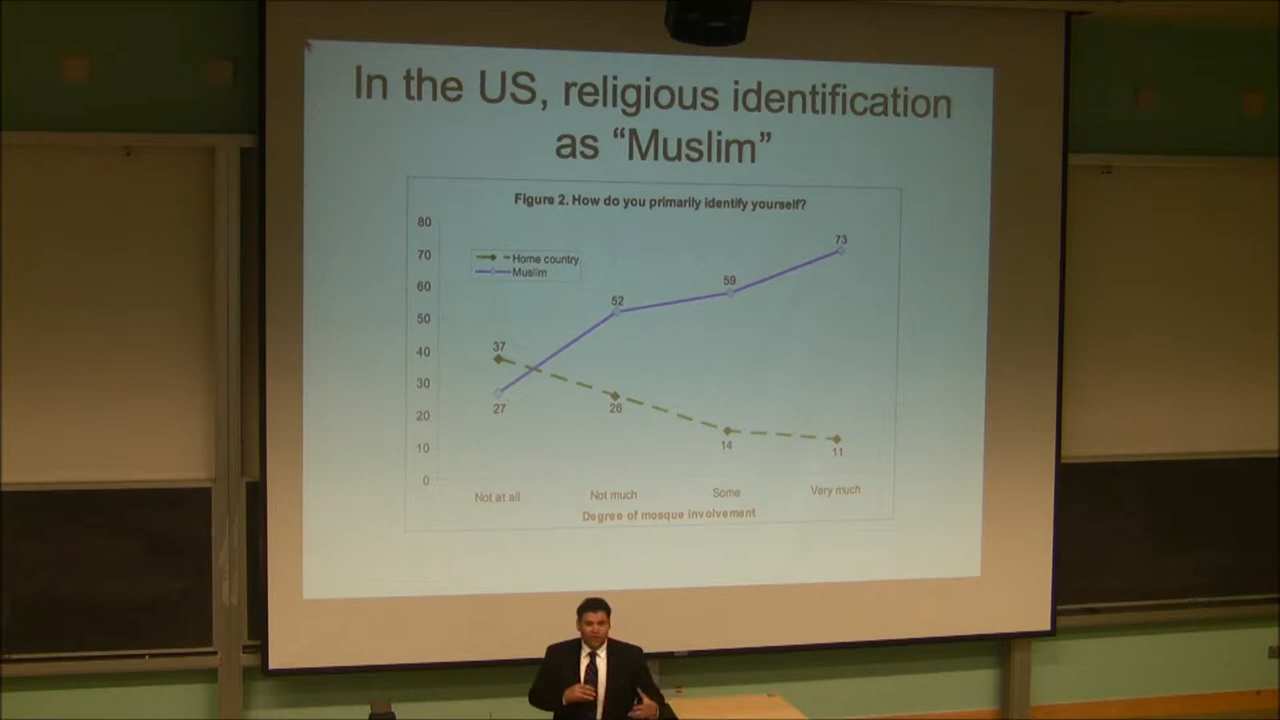 In the US, religious identification
as “Muslim”
Figure 2. How do you primarily identify yourself?
80
70
60
50
40
30
20
10
0
Home country
Muslim
37
27
52
26
59
14
73
11
Not at all
Not much
Some
Very much
Degree of mosque involvement